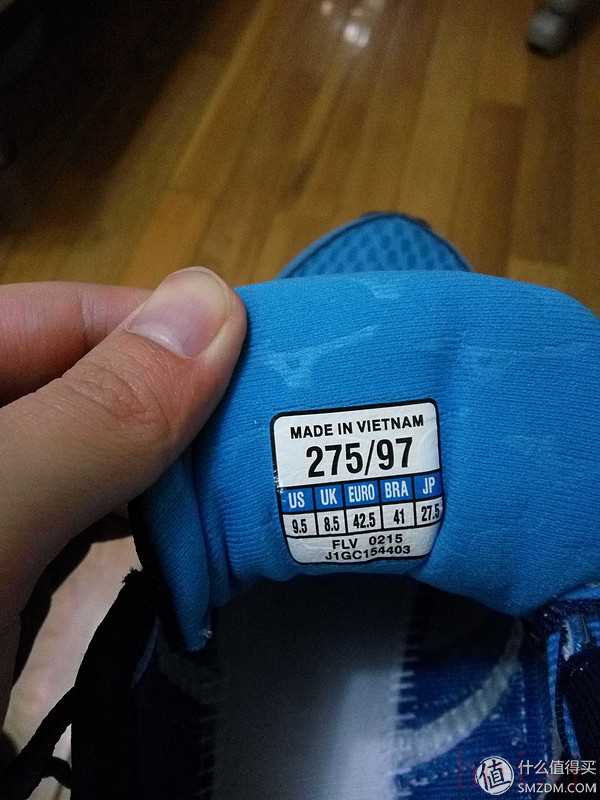 MADE IN VIETNAM
275/97
US UK EURO BRA JP
9.5 8.5 42.5 41 27.5
FLV 0215
J1GC154403
值 什么值得买
SMZDM.COM